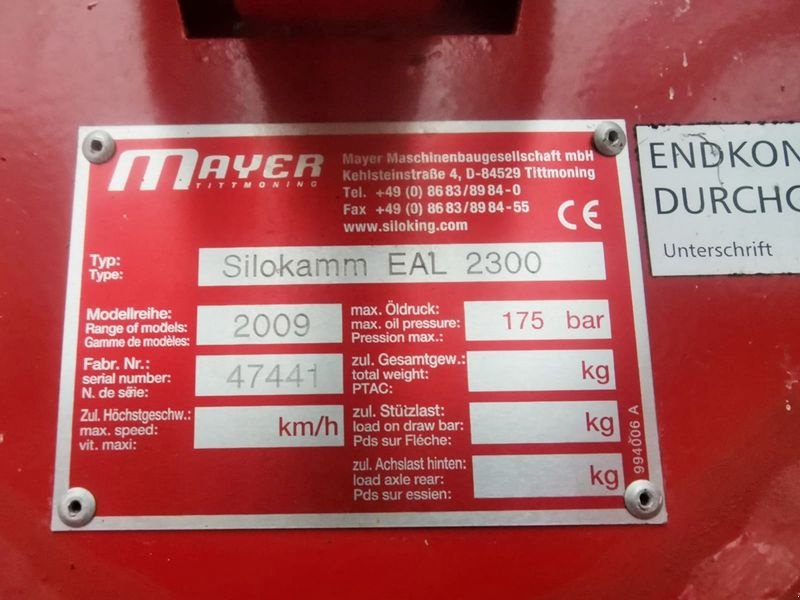 MAYER
TITTMONING
Mayer Maschinenbaugesellschaft mbH
Kehlsteinstraße 4, D-84529 Tittmoning
Tel. +49 (0) 86 83/89 84-0
Fax +49 (0) 86 83/89 84-55
www.siloking.com
CE
Typ:
Type:
Silokamm EAL 2300
Modellreihe:
Range of models:
Gamme de modèles:
2009
max. Öldruck:
max. oil pressure:
Pression max.:
175 bar
Fabr. Nr.:
serial number:
N. de série:
47441
zul. Gesamtgew.:
total weight:
PTAC:
kg
Zul. Höchstgeschw.:
max. speed:
vit. maxi:
km/h
zul. Stützlast:
load on draw bar:
Pds sur Fléche:
kg
zul. Achslast hinten:
load axle rear:
Pds sur essien:
kg
994006 A
ENDKON
DURCHG
Unterschrift